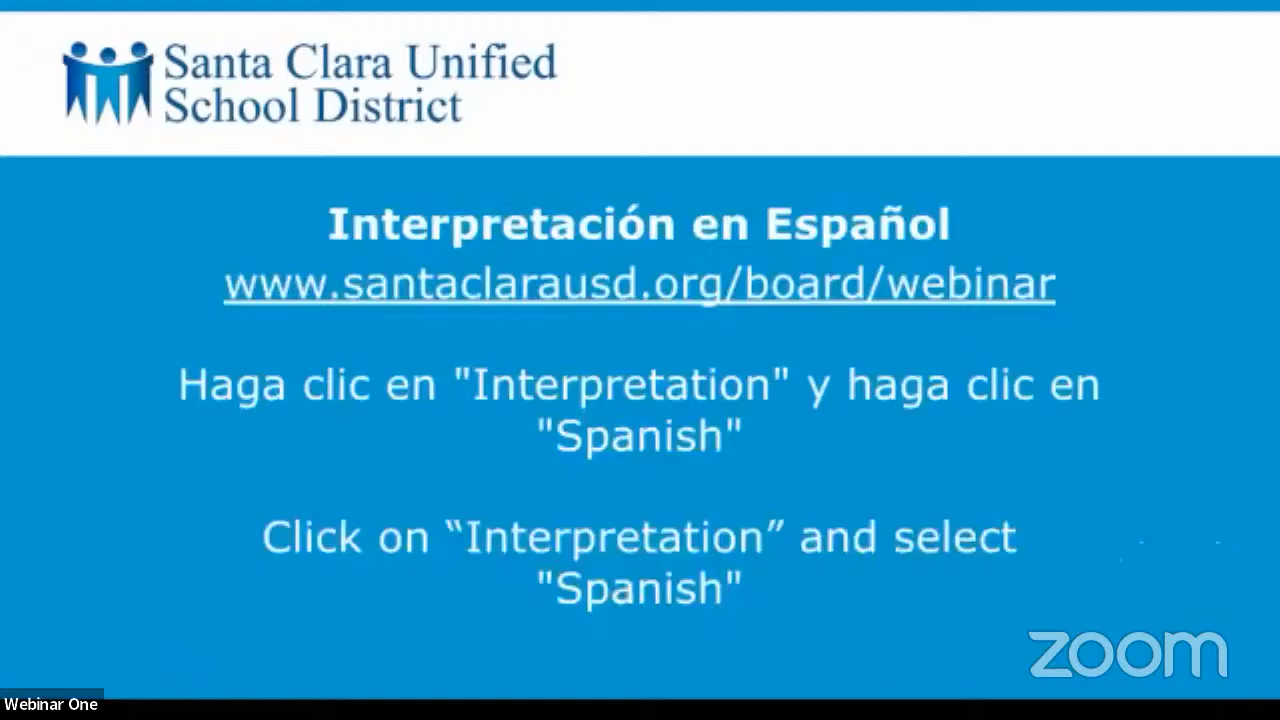 Santa Clara Unified
School District
Interpretación en Español
www.santaclarausd.org/board/webinar
Haga clic en "Interpretation" y haga clic en
"Spanish"
Click on “Interpretation” and select
"Spanish"
zoom
Webinar One